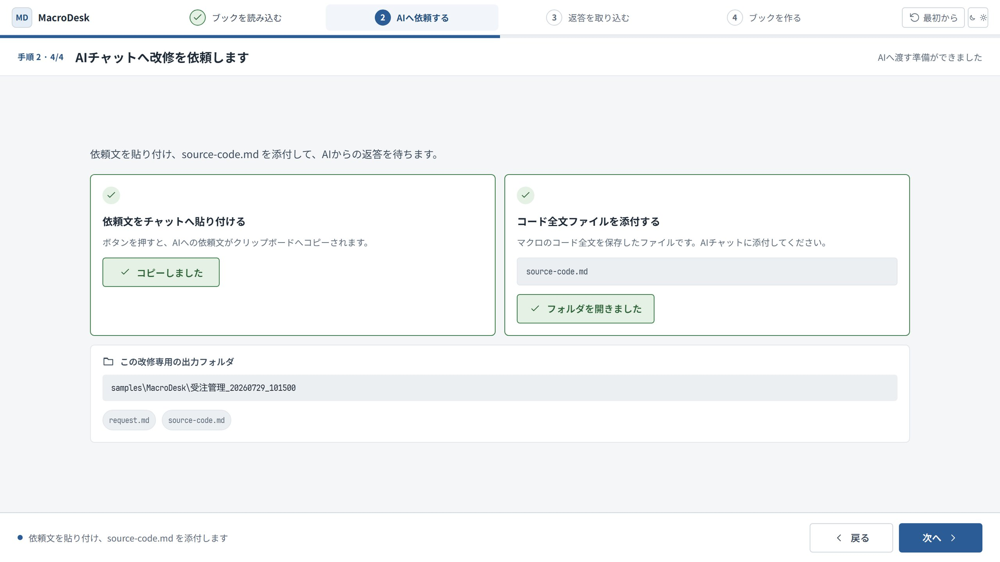 MD MacroDesk
ブックを読み込む
2 AIへ依頼する
3 返答を取り込む
4 ブックを作る
最初から
手順 2・4/4 AIチャットへ改修を依頼します
AIへ渡す準備ができました
依頼文を貼り付け、source-code.md を添付して、AIからの返答を待ちます。
依頼文をチャットへ貼り付ける
ボタンを押すと、AIへの依頼文がクリップボードへコピーされます。
コピーしました
コード全文ファイルを添付する
マクロのコード全文を保存したファイルです。AIチャットに添付してください。
source-code.md
フォルダを開きました
この改修専用の出力フォルダ
samples\MacroDesk\受注管理_20260729_101500
request.md source-code.md
依頼文を貼り付け、source-code.md を添付します
戻る
次へ